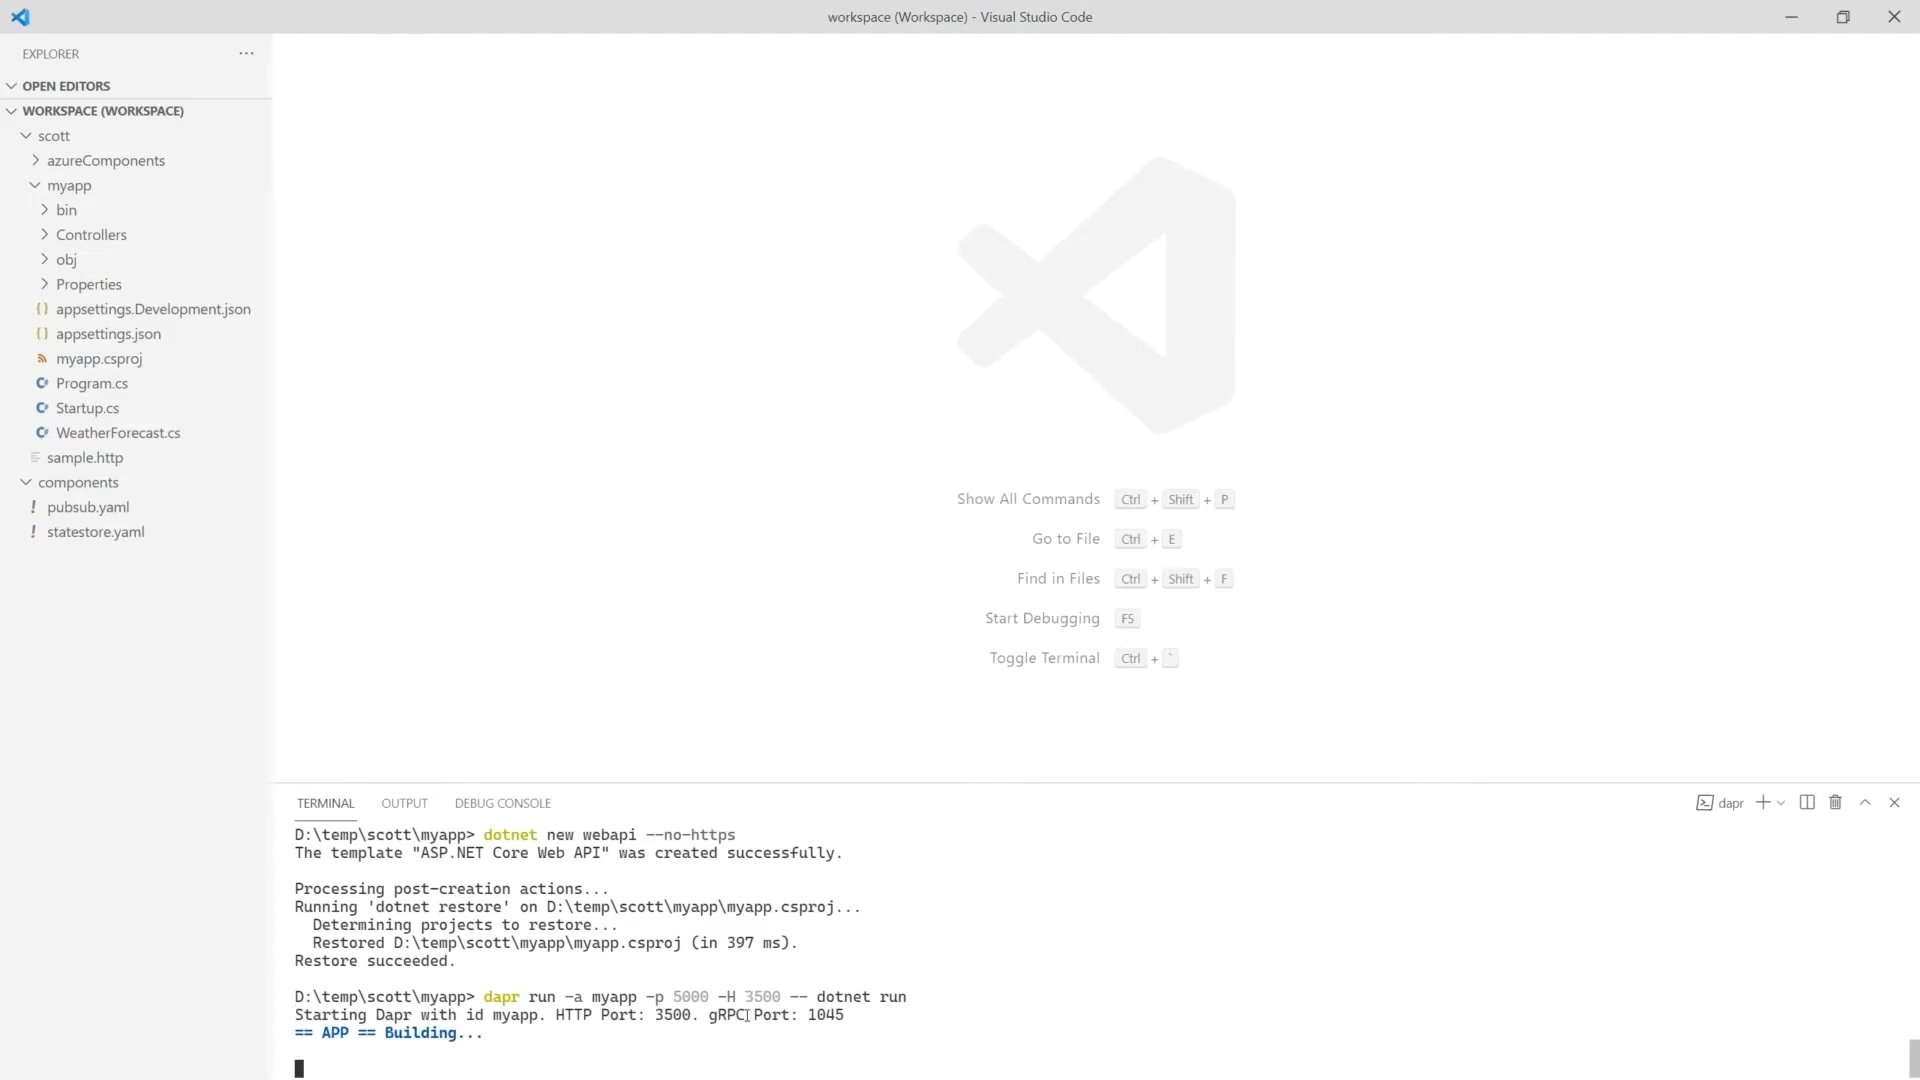 workspace (Workspace) - Visual Studio Code
EXPLORER
OPEN EDITORS
WORKSPACE (WORKSPACE)
scott
azureComponents
myapp
bin
Controllers
obj
Properties
{} appsettings.Development.json
{} appsettings.json
myapp.csproj
C# Program.cs
C# Startup.cs
C# WeatherForecast.cs
sample.http
components
! pubsub.yaml
! statestore.yaml
Show All Commands Ctrl + Shift + P
Go to File Ctrl + E
Find in Files Ctrl + Shift + F
Start Debugging F5
Toggle Terminal Ctrl + `
TERMINAL OUTPUT DEBUG CONSOLE dapr
D:\temp\scott\myapp> dotnet new webapi --no-https
The template "ASP.NET Core Web API" was created successfully.
Processing post-creation actions...
Running 'dotnet restore' on D:\temp\scott\myapp\myapp.csproj...
Determining projects to restore...
Restored D:\temp\scott\myapp\myapp.csproj (in 397 ms).
Restore succeeded.
D:\temp\scott\myapp> dapr run -a myapp -p 5000 -H 3500 -- dotnet run
Starting Dapr with id myapp. HTTP Port: 3500. gRPC Port: 1045
== APP == Building...